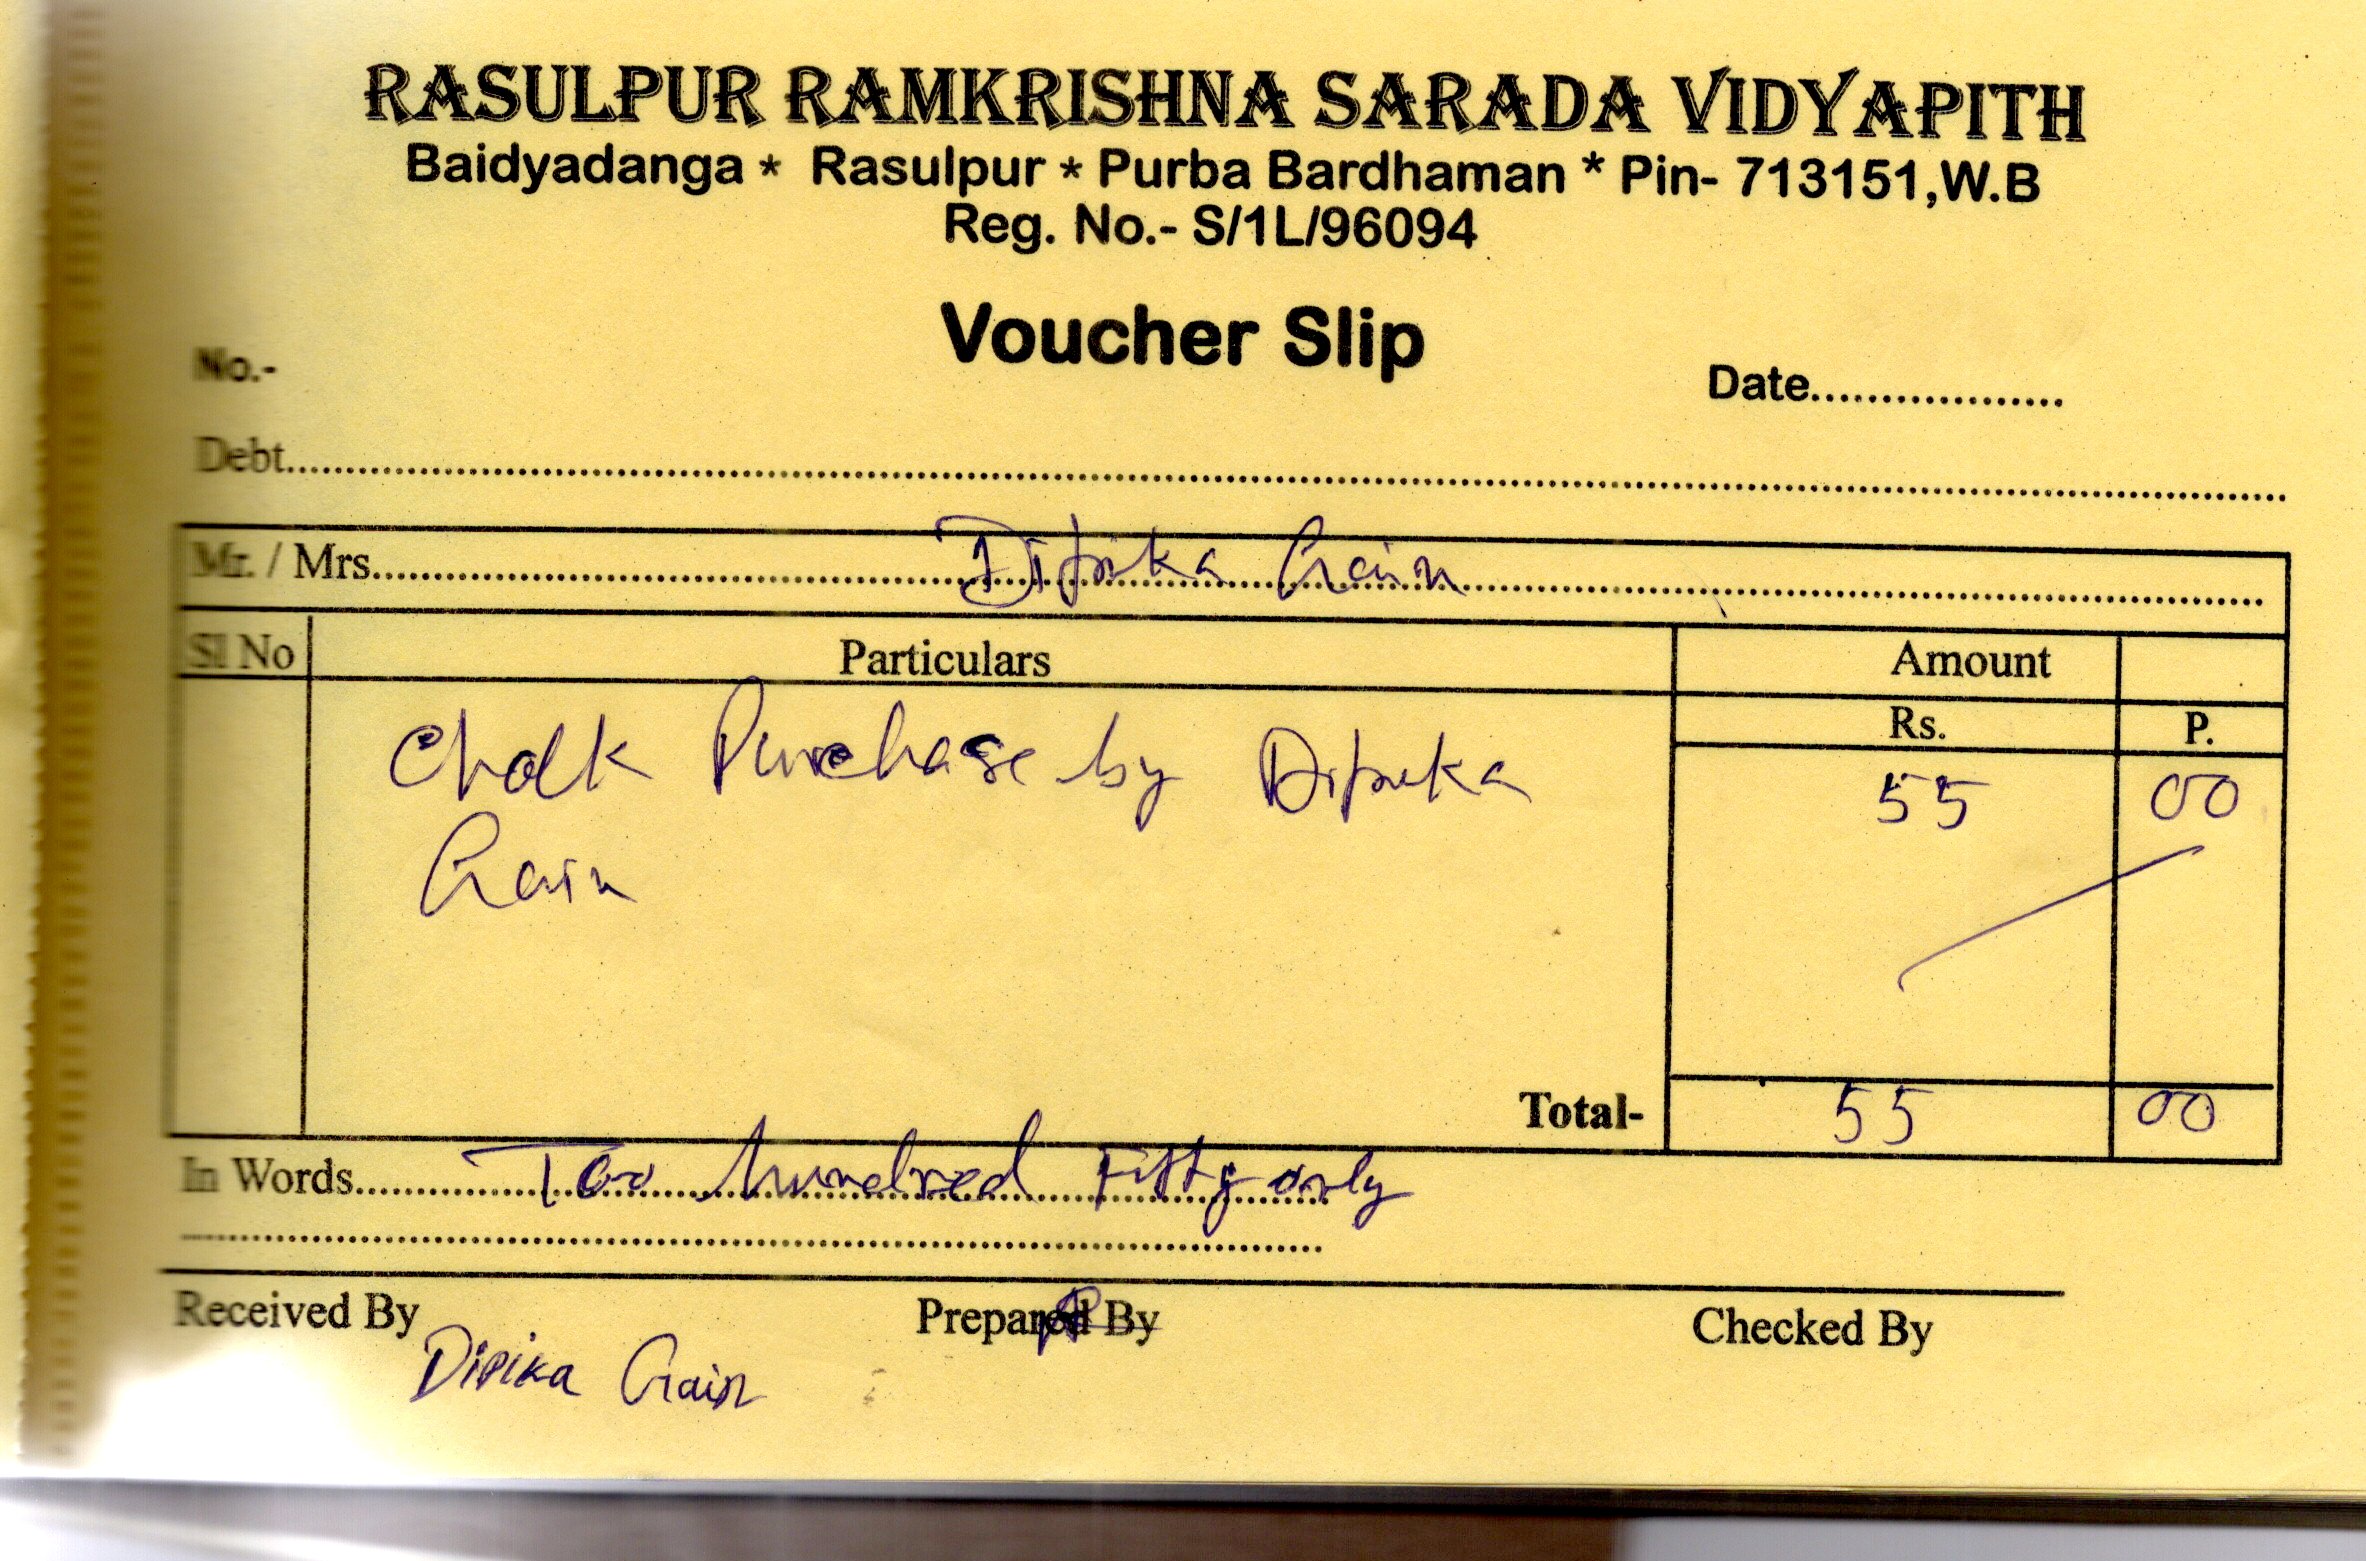 RASULPUR RAMKRISHNA SARADA VIDYAPITH
Baidyadanga * Rasulpur * Purba Bardhaman * Pin- 713151,W.B
Reg. No.- S/1L/96094
Voucher Slip
No.-
Date..................
Debt..........
Mr. / Mrs. Dipika Gain
Sl No Particulars Amount
Rs. P.
Chalk Purchase by Dipika 55 00
Gain
Total- 55 00
In Words Two hundred Fifty only
Received By Prepared By Checked By
Dipika Gain